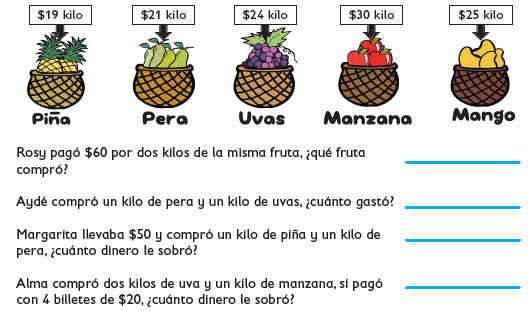 $19 kilo $21 kilo $24 kilo $30 kilo $25 kilo
Piña Pera Uvas Manzana Mango
Rosy pagó $60 por dos kilos de la misma fruta, ¿qué fruta
compró?
Aydé compró un kilo de pera y un kilo de uvas, ¿cuánto gastó?
Margarita llevaba $50 y compró un kilo de piña y un kilo de
pera, ¿cuánto dinero le sobró?
Alma compró dos kilos de uva y un kilo de manzana, si pagó
con 4 billetes de $20, ¿cuánto dinero le sobró?